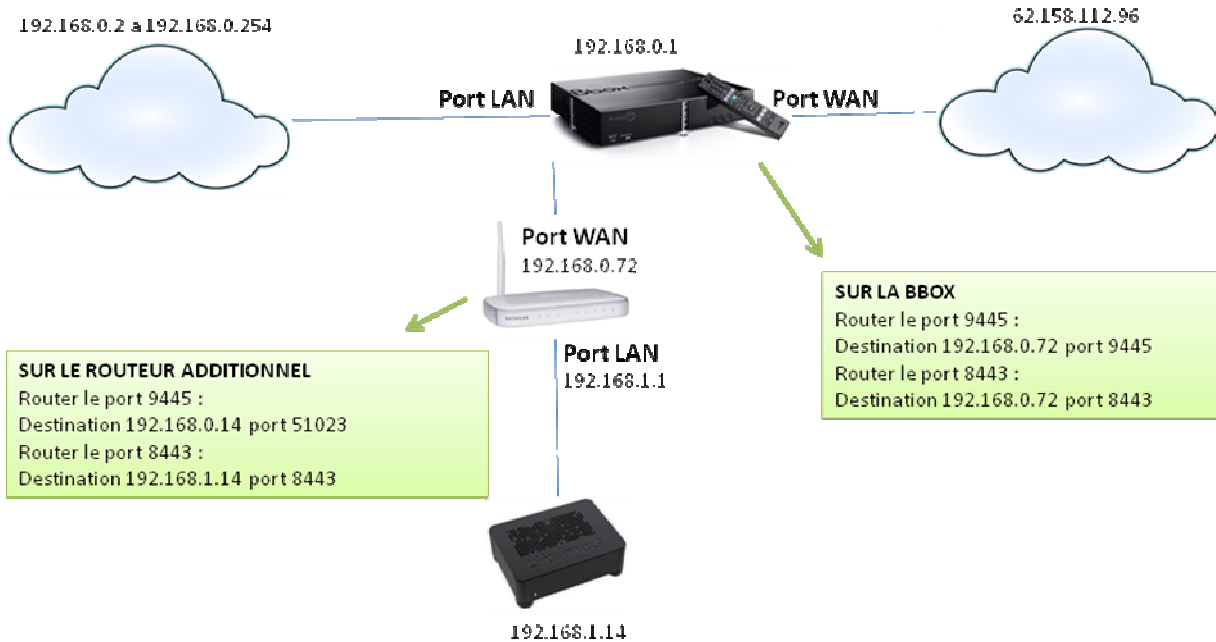 192.168.0.2 a 192.168.0.254
62.158.112.96
192.168.0.1
Bbox
Port LAN
Port WAN
Port WAN
192.168.0.72
NETGEAR
SUR LA BBOX
Router le port 9445 :
Destination 192.168.0.72 port 9445
Router le port 8443 :
Destination 192.168.0.72 port 8443
Port LAN
192.168.1.1
SUR LE ROUTEUR ADDITIONNEL
Router le port 9445 :
Destination 192.168.0.14 port 51023
Router le port 8443 :
Destination 192.168.1.14 port 8443
192.168.1.14